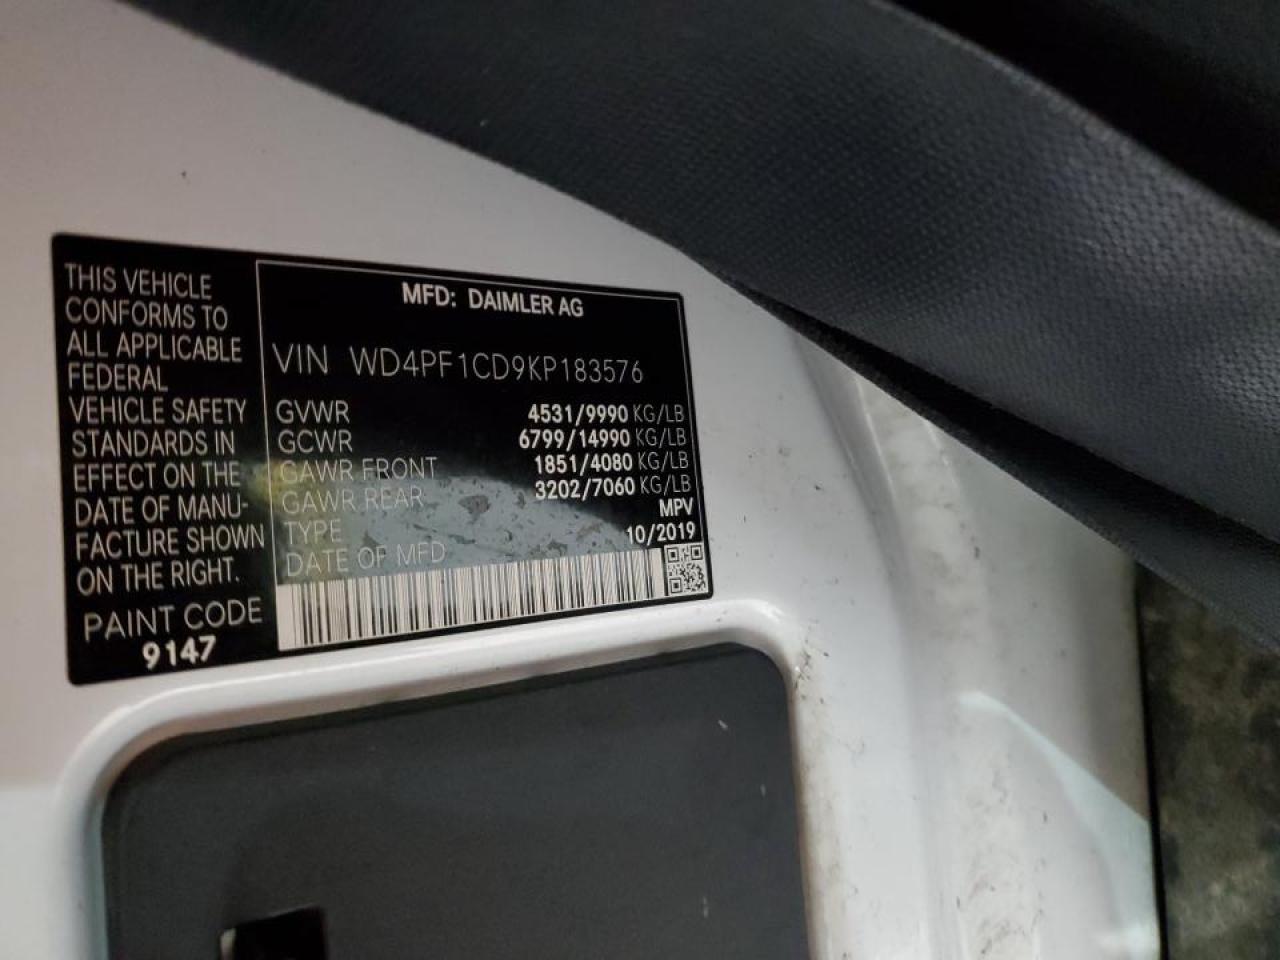 THIS VEHICLE
CONFORMS TO
ALL APPLICABLE
FEDERAL
VEHICLE SAFETY
STANDARDS IN
EFFECT ON THE
DATE OF MANU-
FACTURE SHOWN
ON THE RIGHT.
PAINT CODE
9147
MFD: DAIMLER AG
VIN WD4PF1CD9KP183576
GVWR 4531/9990 KG/LB
GCWR 6799/14990 KG/LB
GAWR FRONT 1851/4080 KG/LB
GAWR REAR 3202/7060 KG/LB
TYPE MPV
DATE OF MFD 10/2019